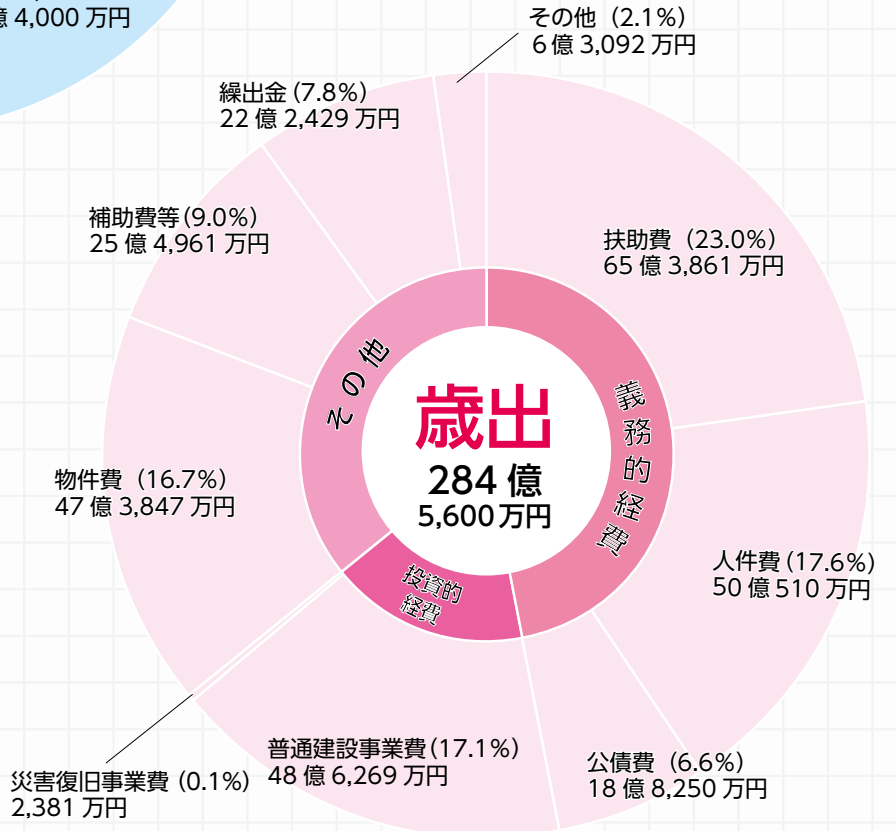 4,000 万円
その他（2.1%）
6億 3,092 万円
繰出金（7.8%）
22 億 2,429 万円
補助費等（9.0%）
25 億 4,961 万円
扶助費（23.0%）
65 億 3,861 万円
その他
義務的経費
歳出
284 億
5,600万円
物件費（16.7%）
47 億 3,847 万円
人件費（17.6%）
50 億 510 万円
投資的
経費
普通建設事業費（17.1%）
48 億 6,269 万円
公債費（6.6%）
18 億 8,250 万円
災害復旧事業費（0.1%）
2,381 万円